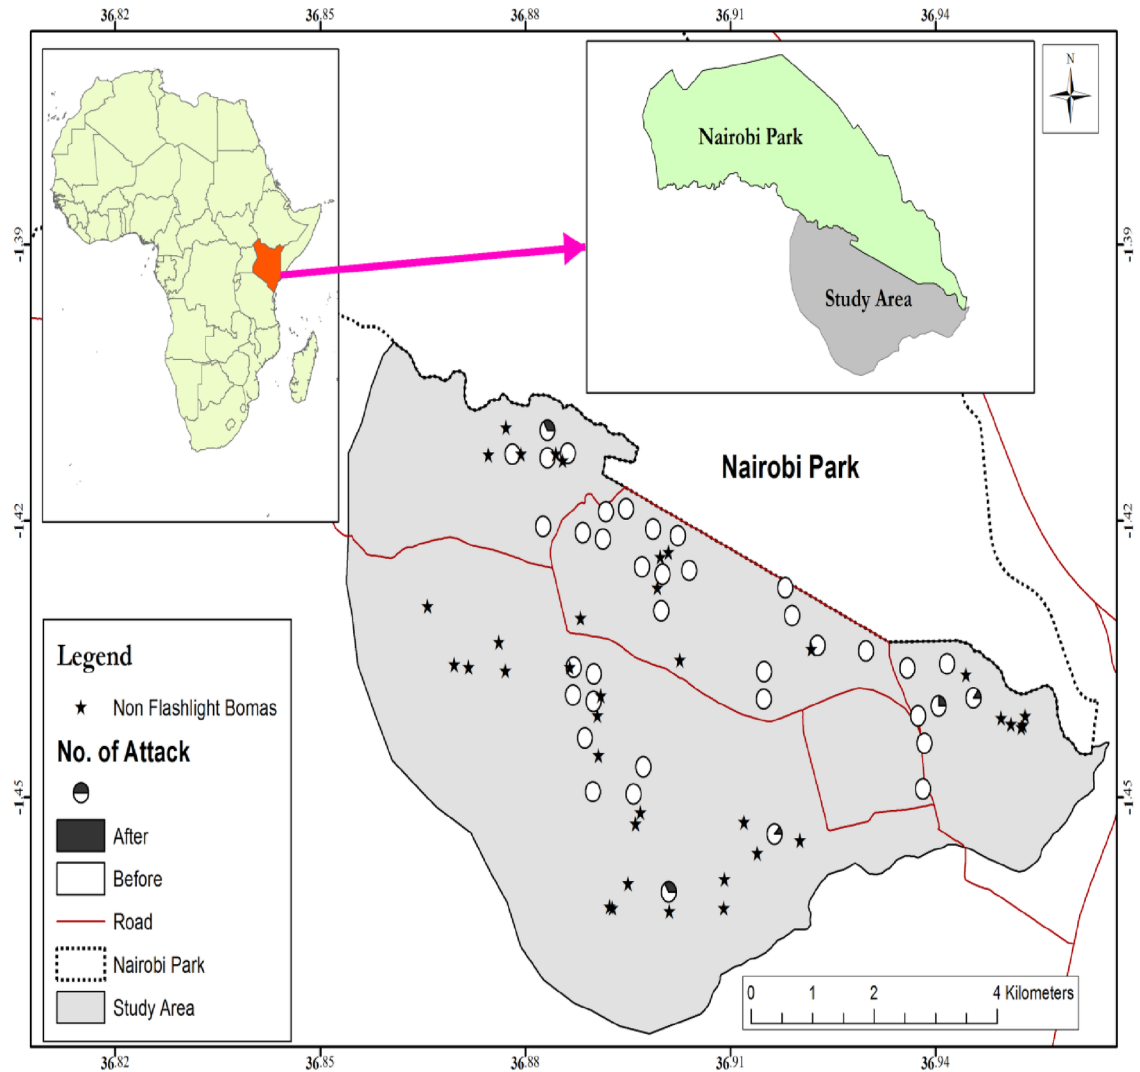 36.82 36.85 36.88 36.91 36.94
N
Nairobi Park
Study Area
-1.39 -1.39
Nairobi Park
-1.42 -1.42
Legend
Non Flashlight Bomas
No. of Attack
After
Before
Road
Nairobi Park
Study Area
-1.45 -1.45
0 1 2 4 Kilometers
36.82 36.85 36.88 36.91 36.94